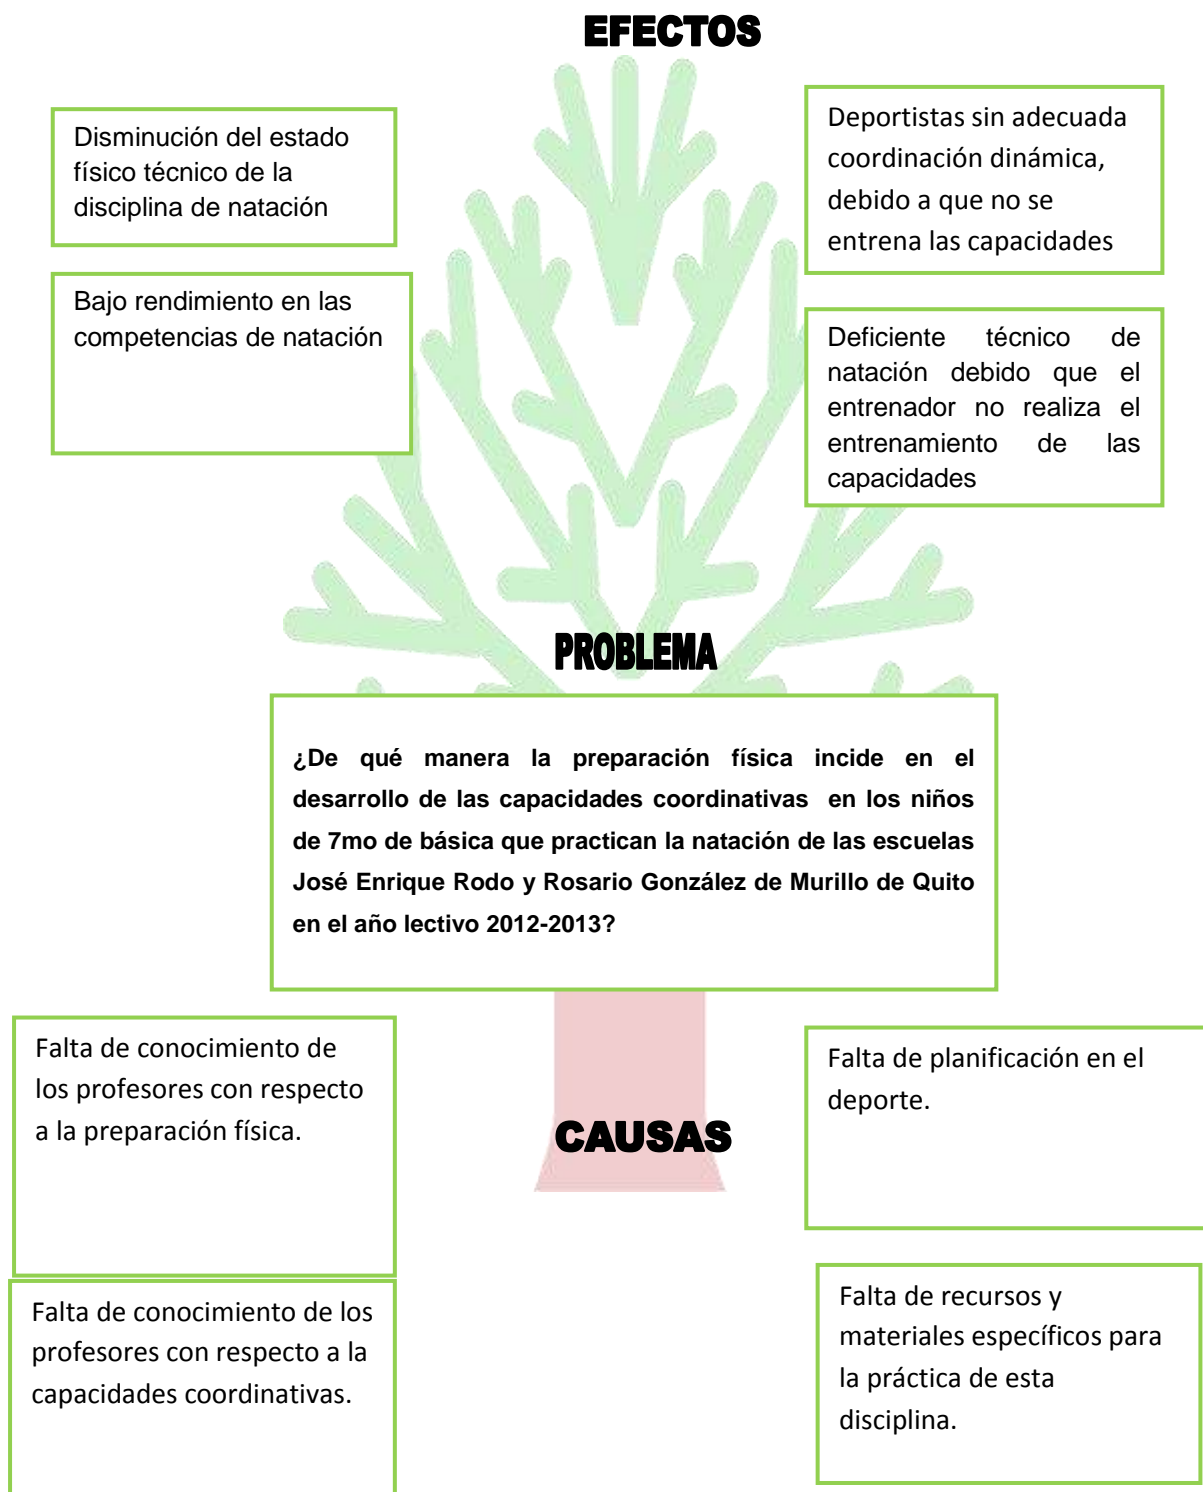 EFECTOS
Disminución del estado
físico técnico de la
disciplina de natación
Deportistas sin adecuada
coordinación dinámica,
debido a que no se
entrena las capacidades
Bajo rendimiento en las
competencias de natación
Deficiente técnico de
natación debido que el
entrenador no realiza el
entrenamiento de las
capacidades
PROBLEMA
¿De qué manera la preparación física incide en el
desarrollo de las capacidades coordinativas en los niños
de 7mo de básica que practican la natación de las escuelas
José Enrique Rodo y Rosario González de Murillo de Quito
en el año lectivo 2012-2013?
Falta de conocimiento de
los profesores con respecto
a la preparación física.
Falta de planificación en el
deporte.
CAUSAS
Falta de conocimiento de los
profesores con respecto a la
capacidades coordinativas.
Falta de recursos y
materiales específicos para
la práctica de esta
disciplina.